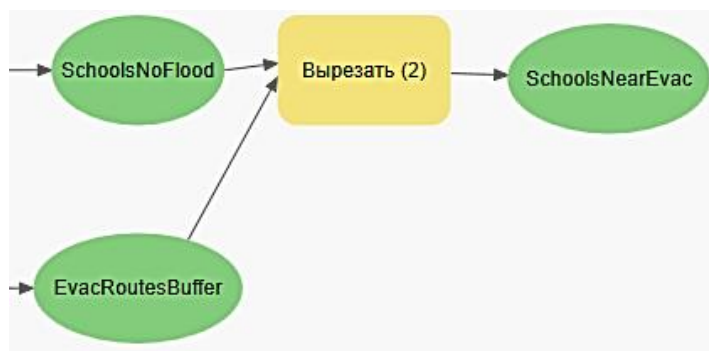 SchoolsNoFlood
Вырезать (2)
SchoolsNearEvac
EvacRoutesBuffer